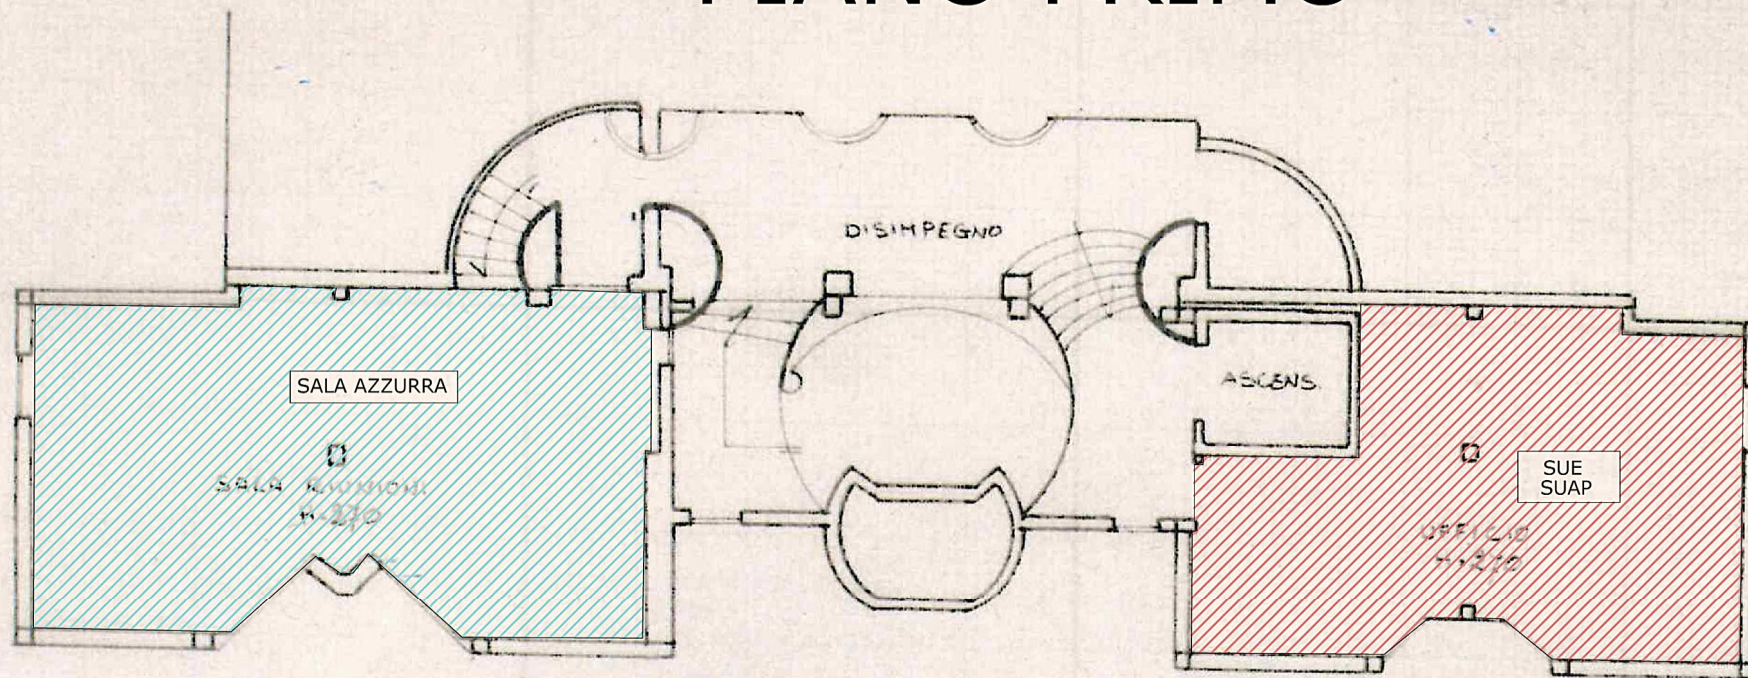 PIANO PRIMO
DISIMPEGNO
SALA AZZURRA
ASCENS.
SALA RIUNIONI
H=270
SUE
SUAP
UFFICIO
H=270